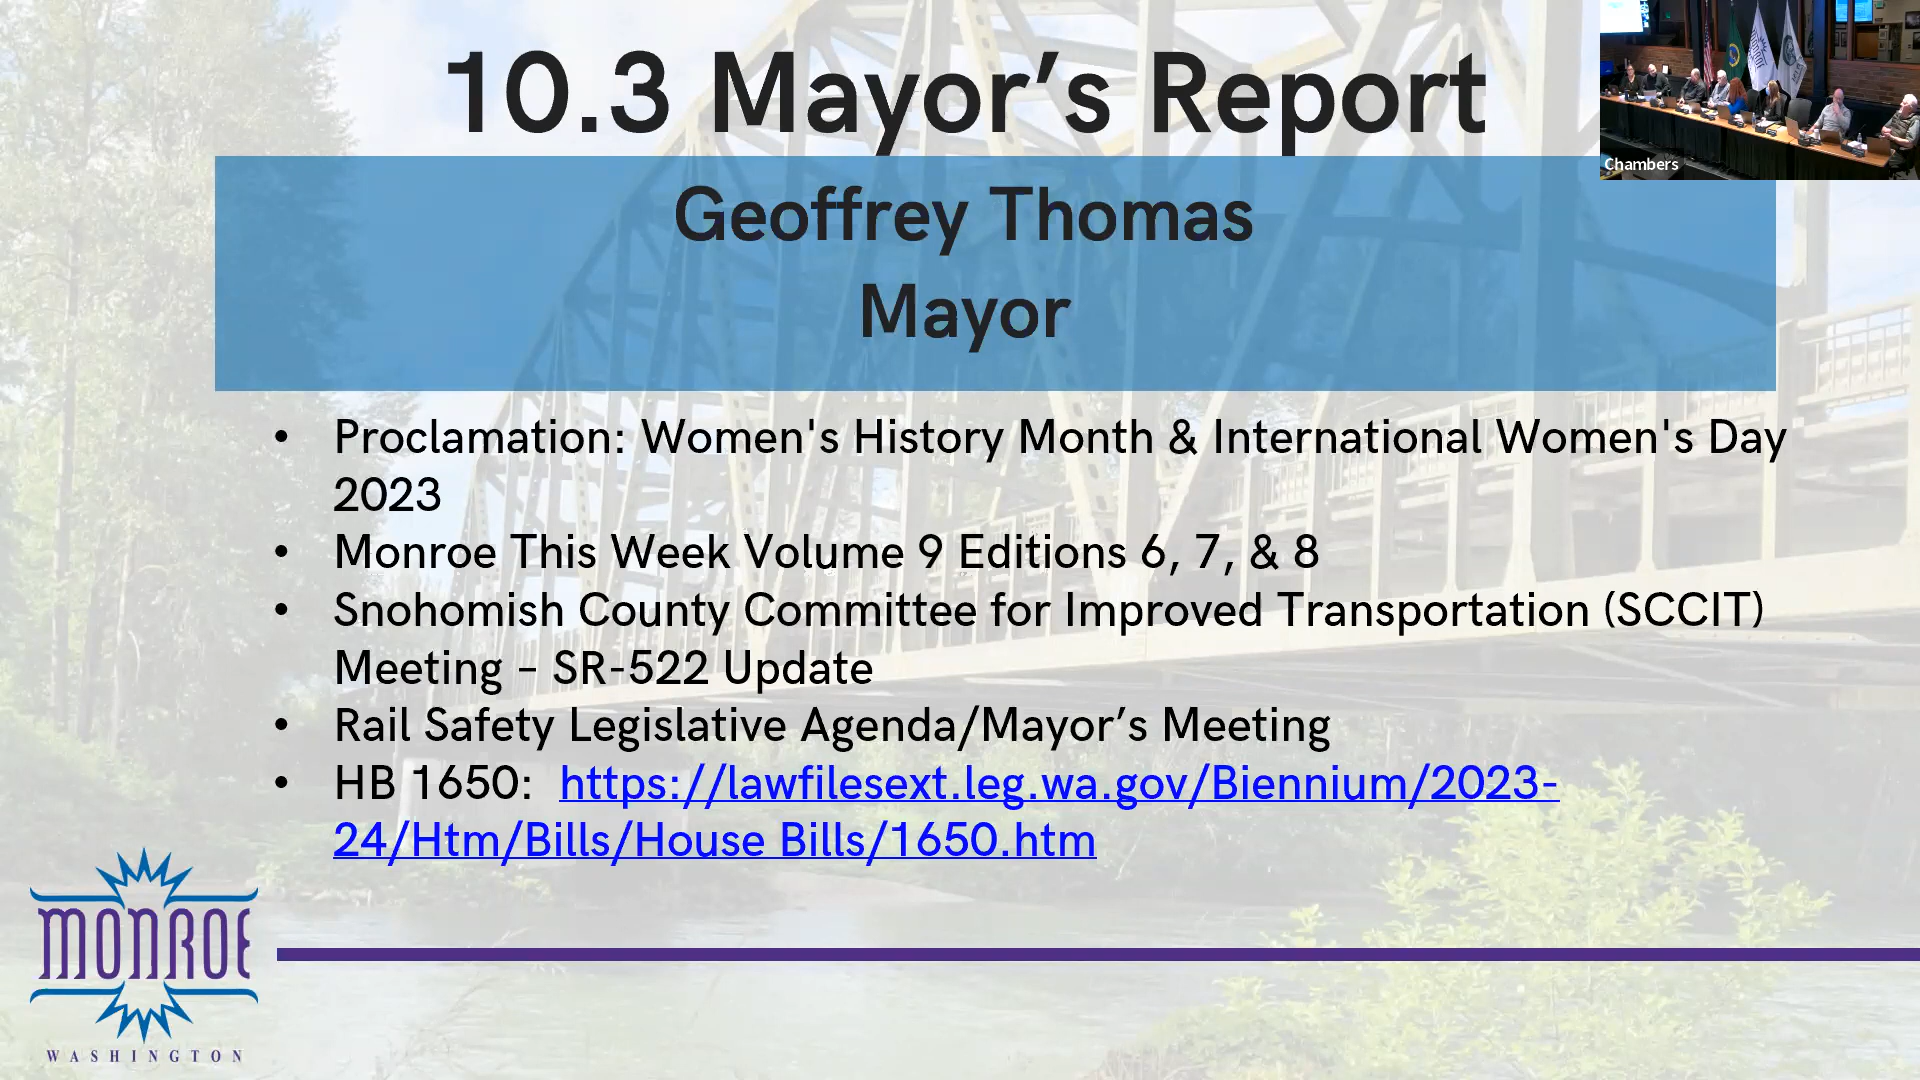 10.3 Mayor’s Report
Chambers
Geoffrey Thomas
Mayor
• Proclamation: Women's History Month & International Women's Day
2023
• Monroe This Week Volume 9 Editions 6, 7, & 8
• Snohomish County Committee for Improved Transportation (SCCIT)
Meeting – SR-522 Update
• Rail Safety Legislative Agenda/Mayor’s Meeting
• HB 1650: https://lawfilesext.leg.wa.gov/Biennium/2023-
24/Htm/Bills/House Bills/1650.htm
MONROE
WASHINGTON